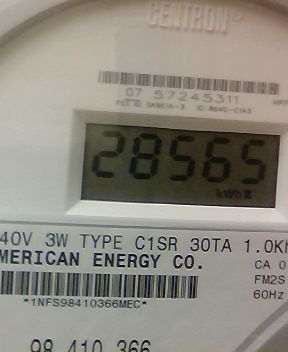 CENTRON®
07 57245311
28565
kWh
40V 3W TYPE C1SR 30TA 1.0Kh
MERICAN ENERGY CO.
CA 0
FM2S
*1NFS98410366MEC*
60Hz
98 410 366